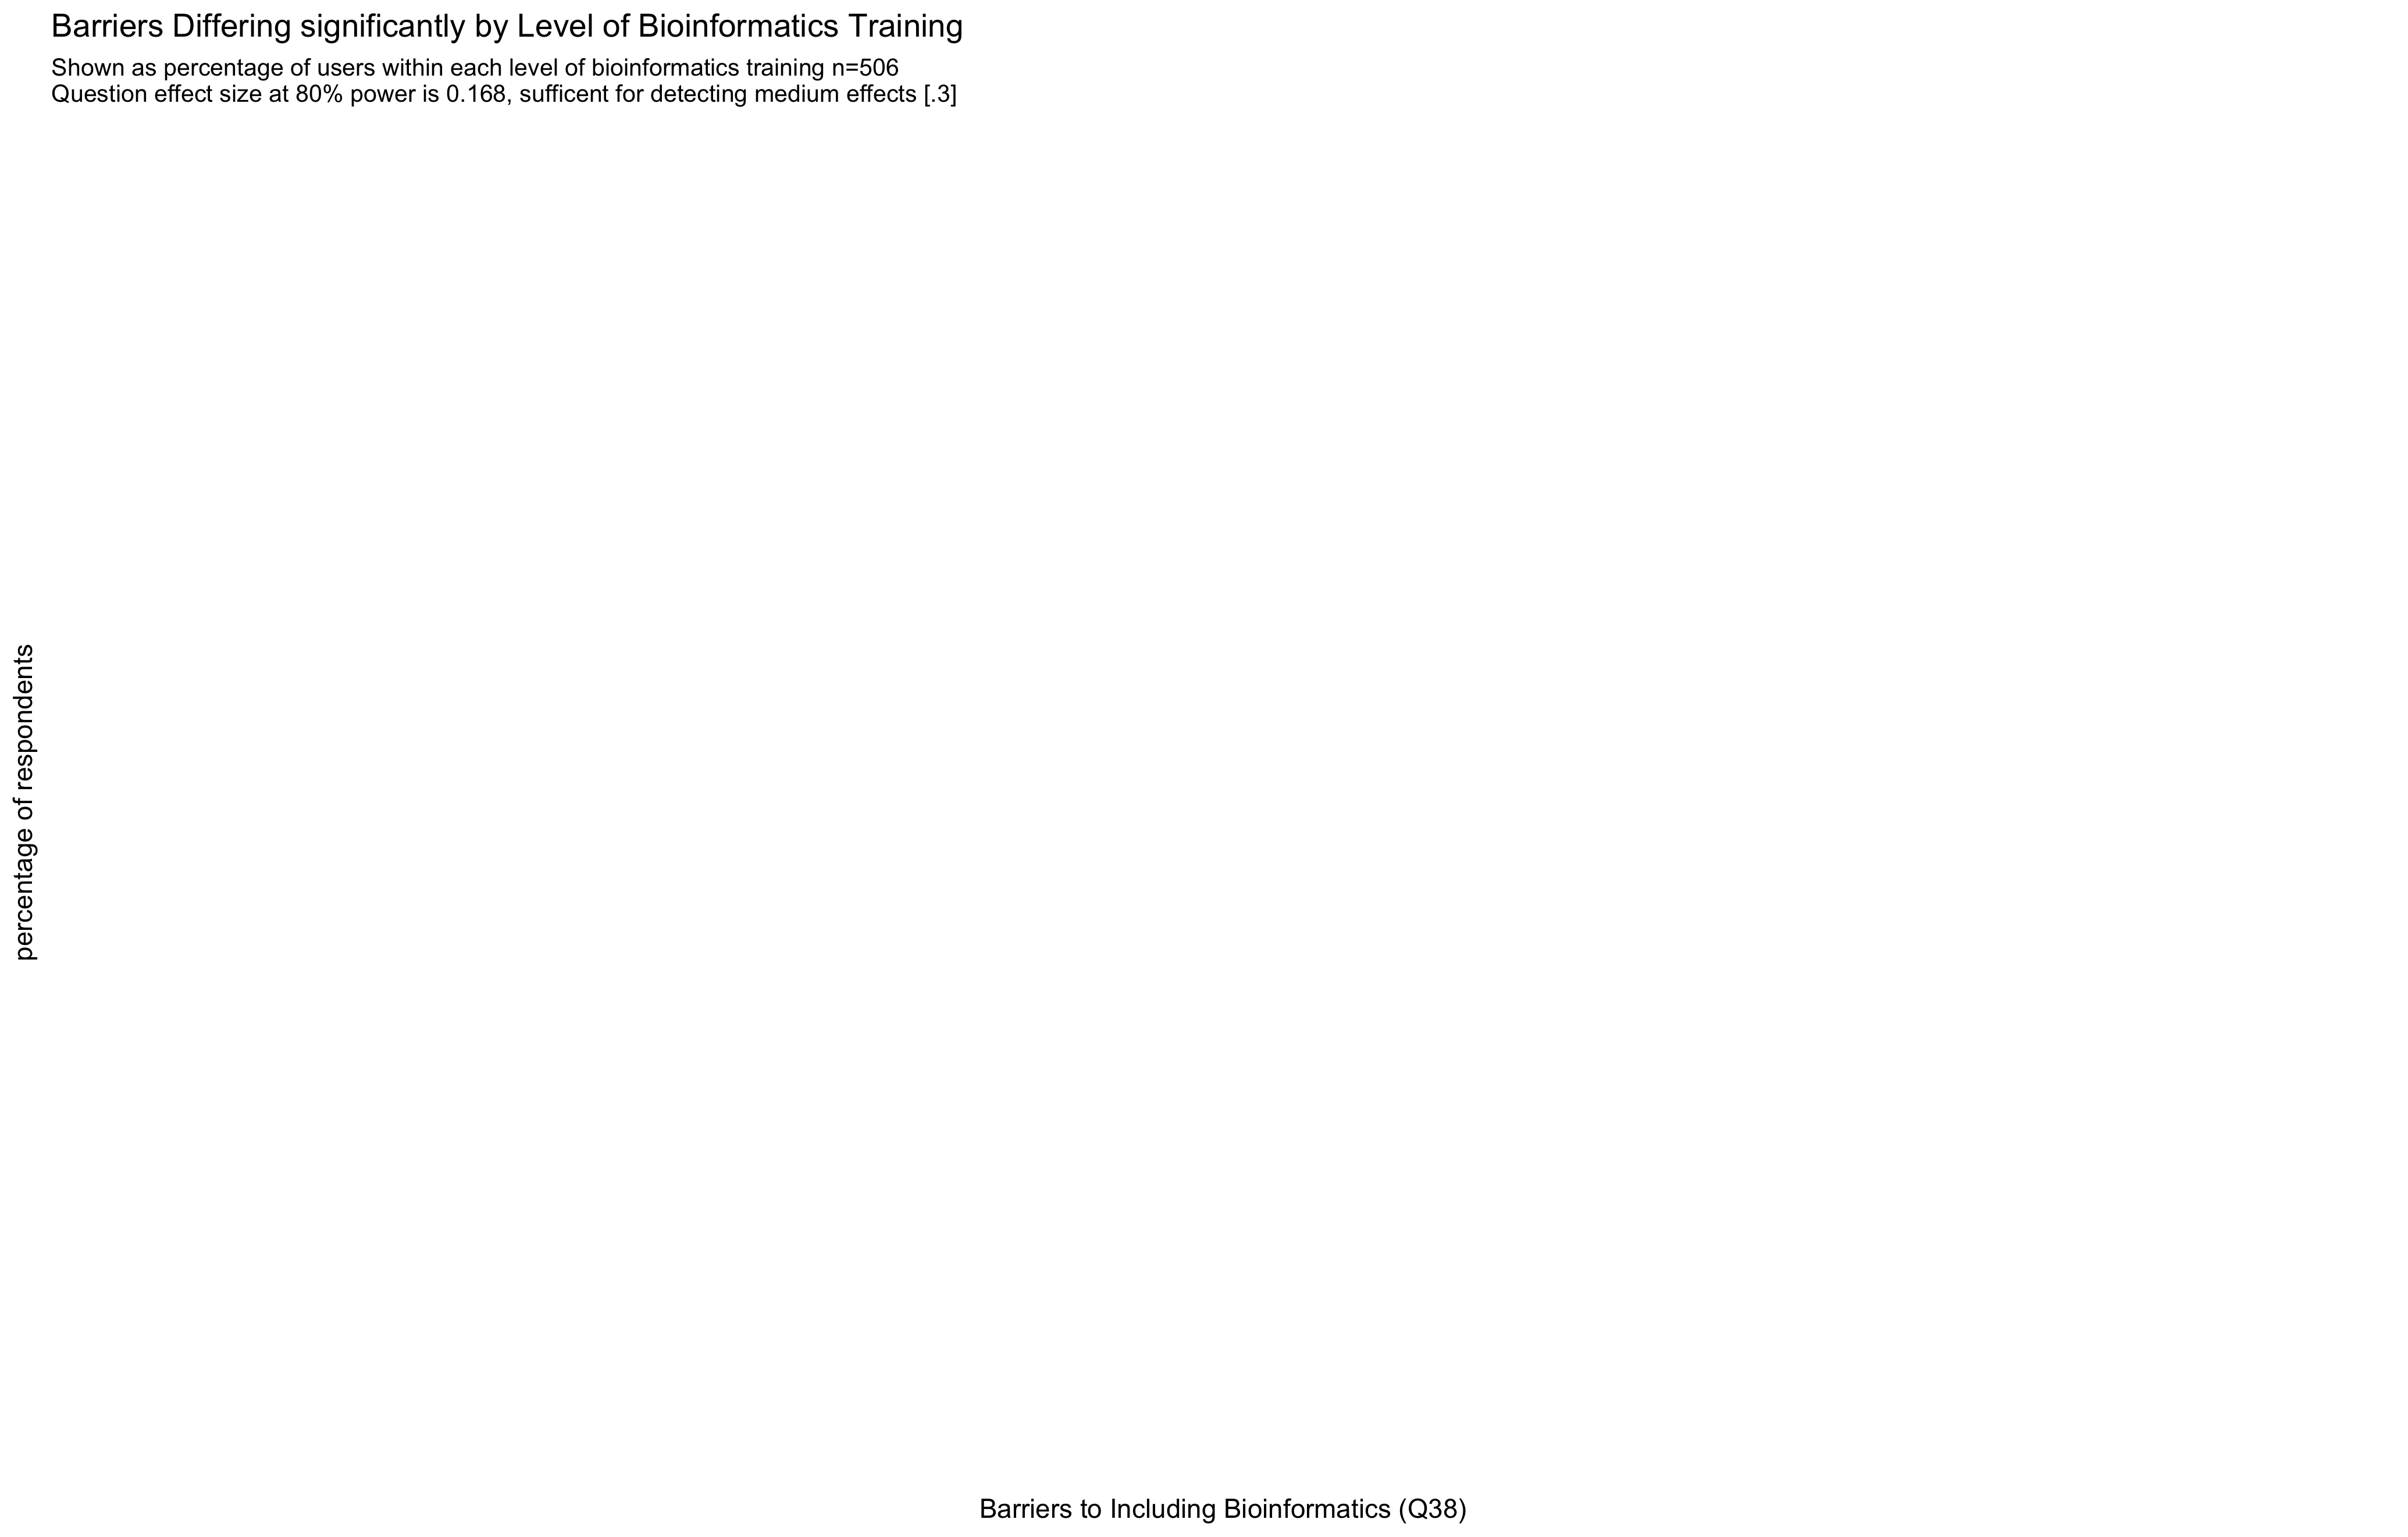 Barriers Differing significantly by Level of Bioinformatics Training
Shown as percentage of users within each level of bioinformatics training n=506
Question effect size at 80% power is 0.168, sufficent for detecting medium effects [.3]
percentage of respondents
Barriers to Including Bioinformatics (Q38)